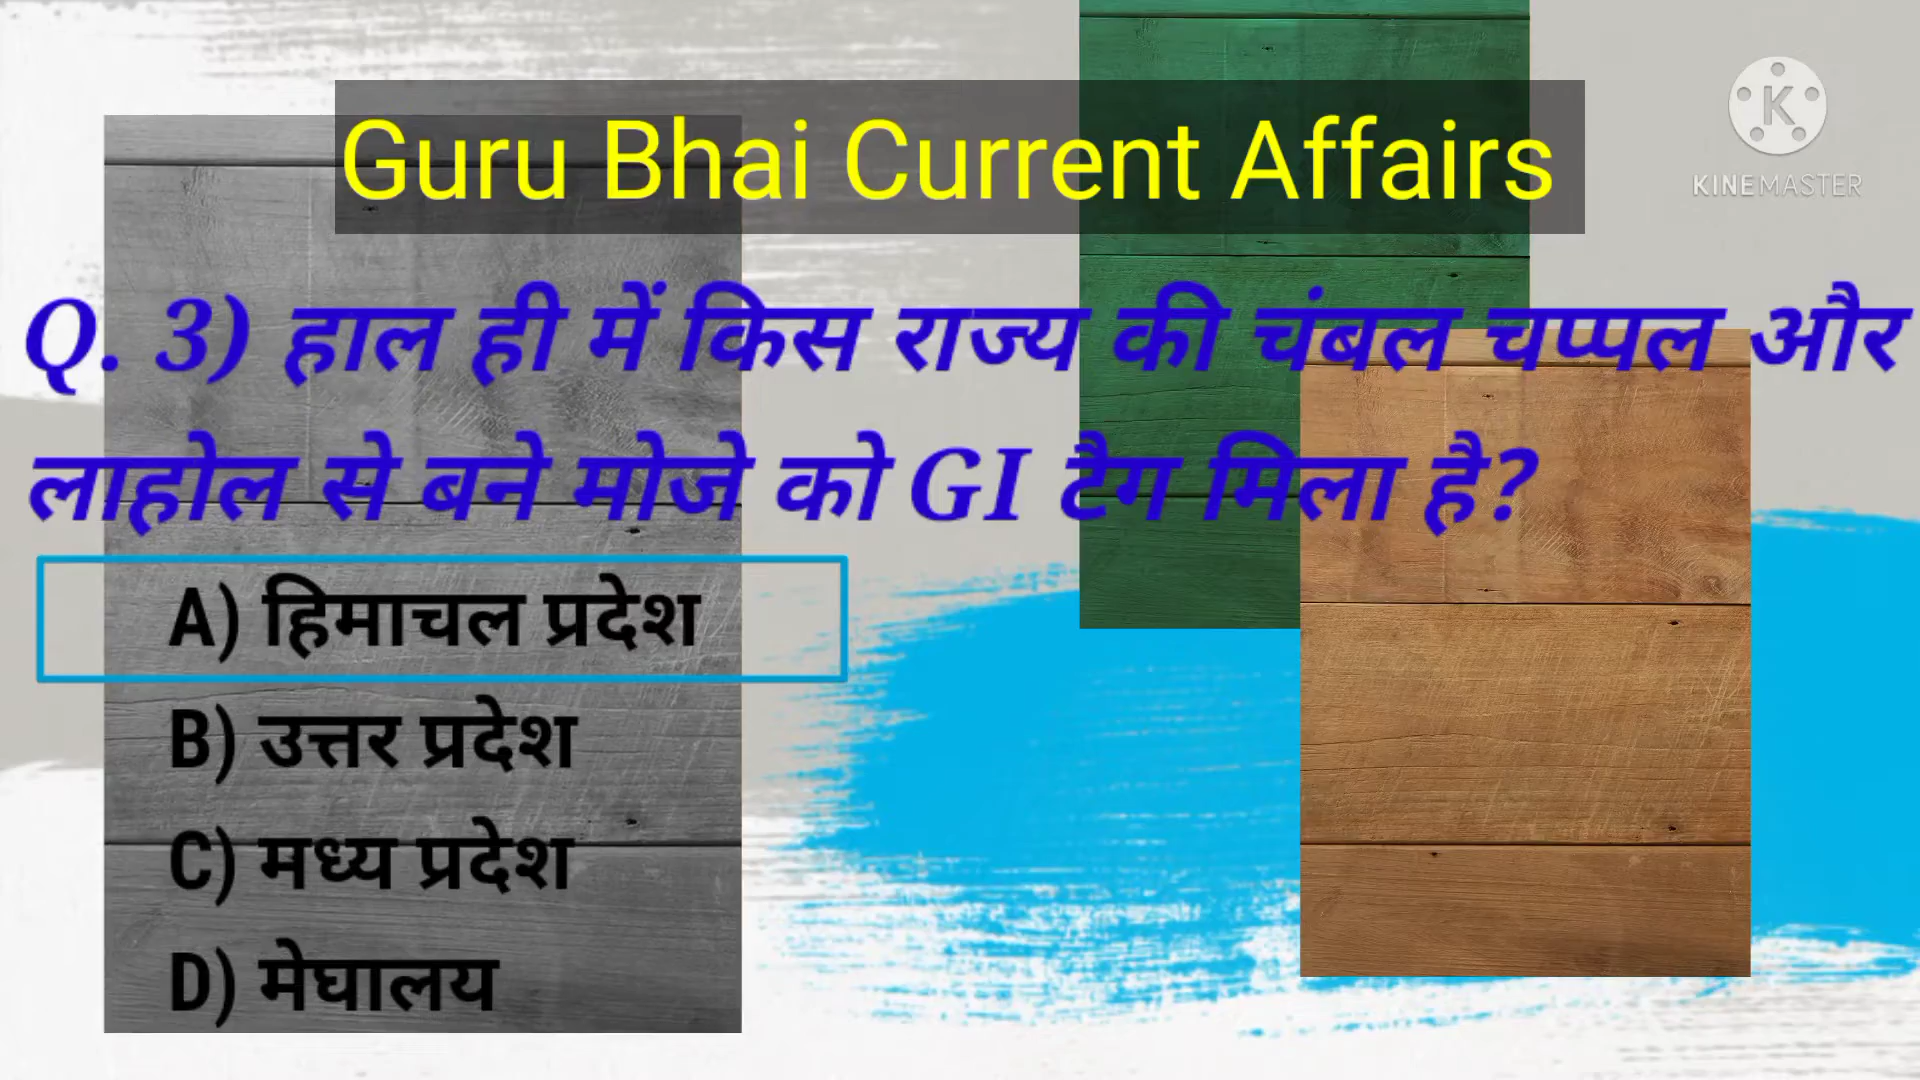 Guru Bhai Current Affairs
K
KINEMASTER
Q. 3) हाल ही में किस राज्य की चंबल चप्पल और
लाहोल से बने मोजे को GI टैग मिला है?
A) हिमाचल प्रदेश
B) उत्तर प्रदेश
C) मध्य प्रदेश
D) मेघालय